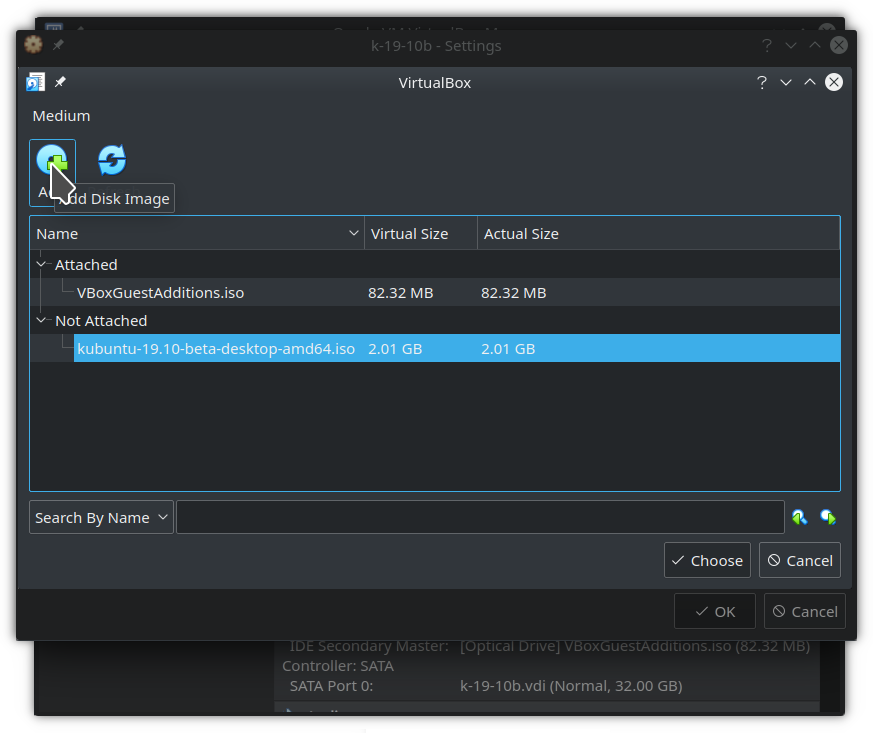 k-19-10b - Settings
VirtualBox
Medium
Add Disk Image
Name Virtual Size Actual Size
Attached
VBoxGuestAdditions.iso 82.32 MB 82.32 MB
Not Attached
kubuntu-19.10-beta-desktop-amd64.iso 2.01 GB 2.01 GB
Search By Name
Choose Cancel
OK Cancel
IDE Secondary Master: [Optical Drive] VBoxGuestAdditions.iso (82.32 MB)
Controller: SATA
SATA Port 0: k-19-10b.vdi (Normal, 32.00 GB)